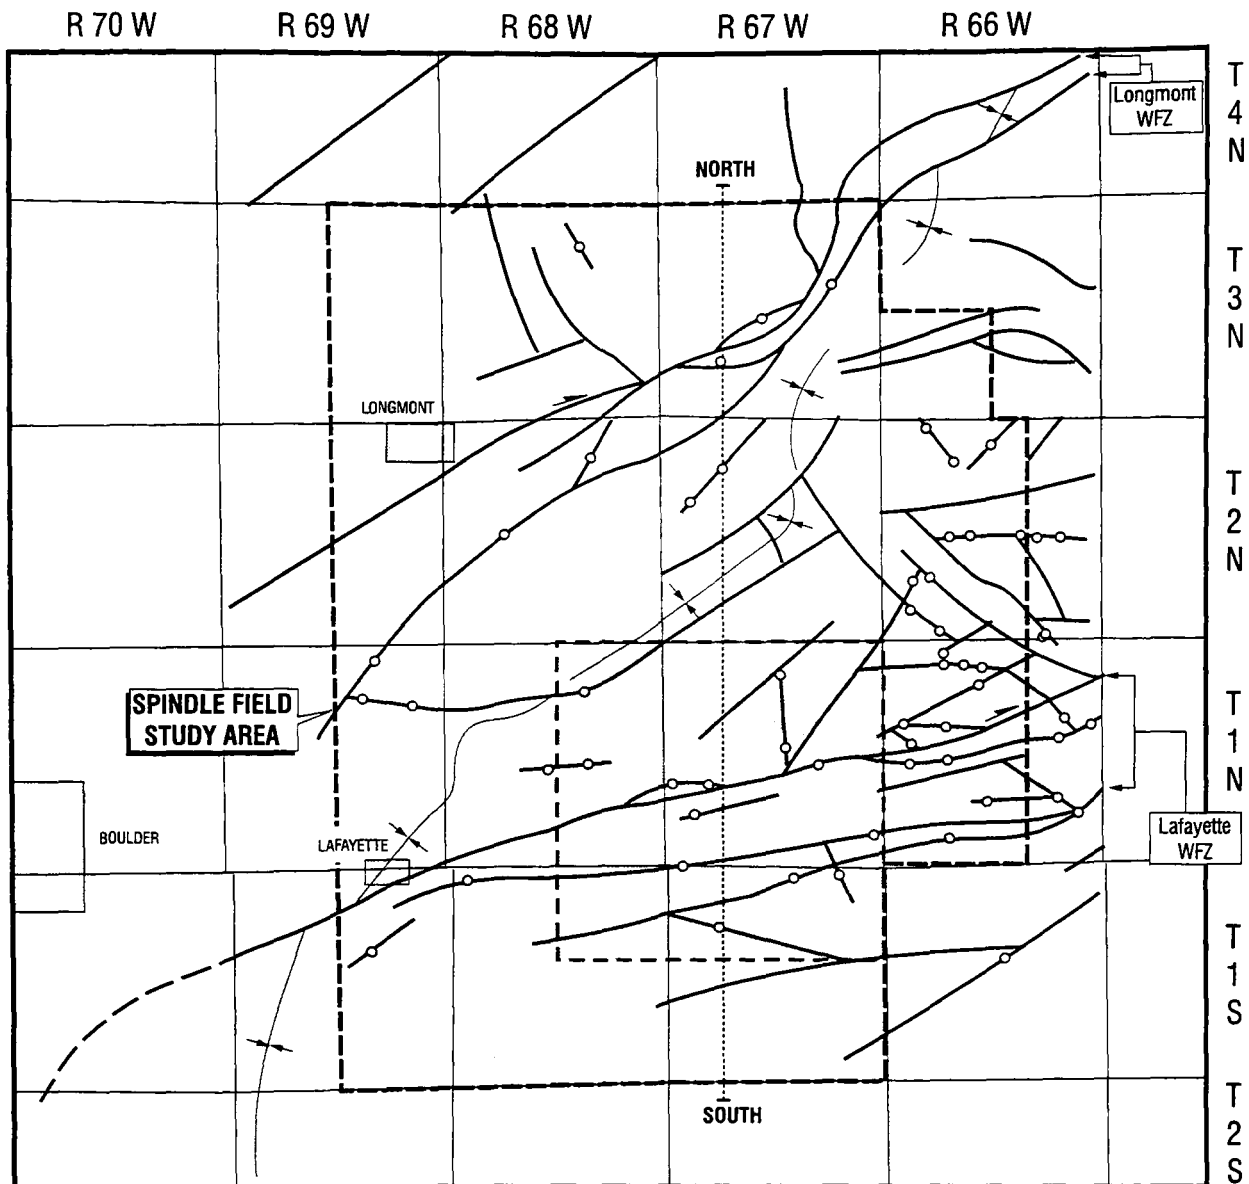 R 70 W
R 69 W
R 68 W
R 67 W
R 66 W
T
4
N
Longmont
WFZ
NORTH
T
3
N
LONGMONT
T
2
N
SPINDLE FIELD
STUDY AREA
T
1
N
BOULDER
LAFAYETTE
Lafayette
WFZ
T
1
S
SOUTH
T
2
S